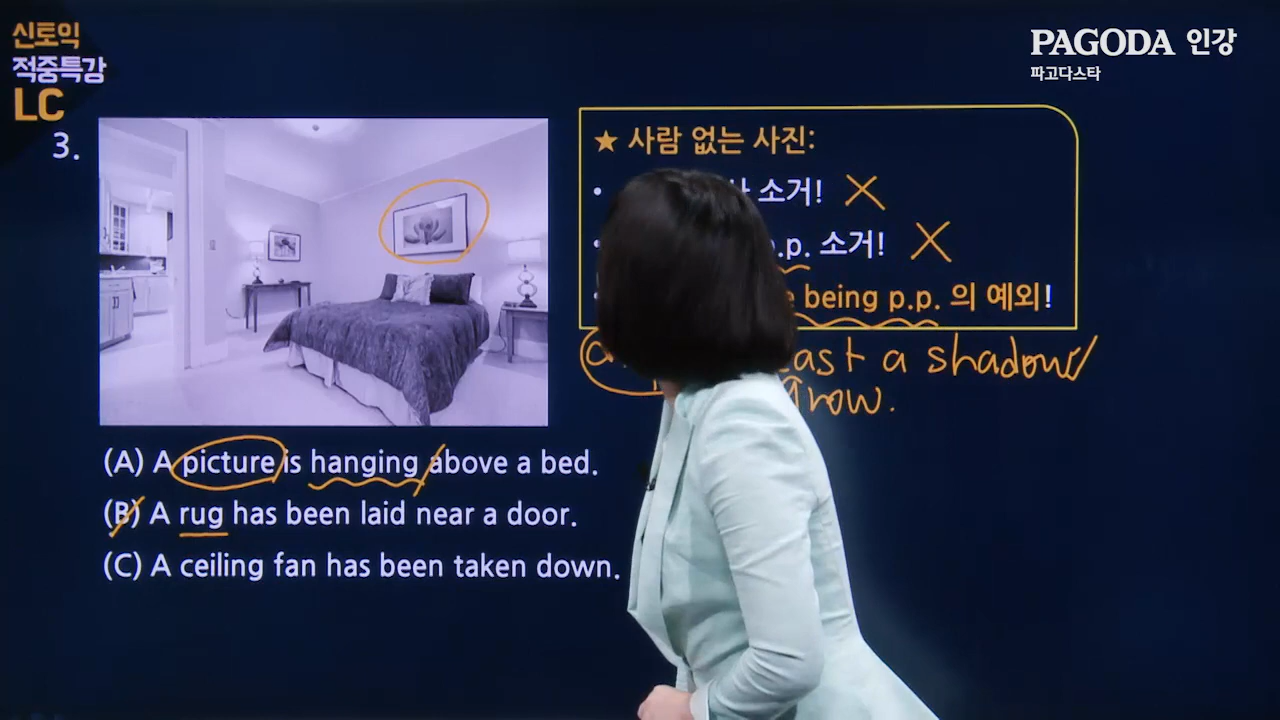 신토익
적중특강
LC
PAGODA 인강
파고다스타
3.
★ 사람 없는 사진:
• 소거! X
• .p. 소거! X
being p.p. 의 예외!
a shadow/
grow.
(A) A picture is hanging above a bed.
(B) A rug has been laid near a door.
(C) A ceiling fan has been taken down.